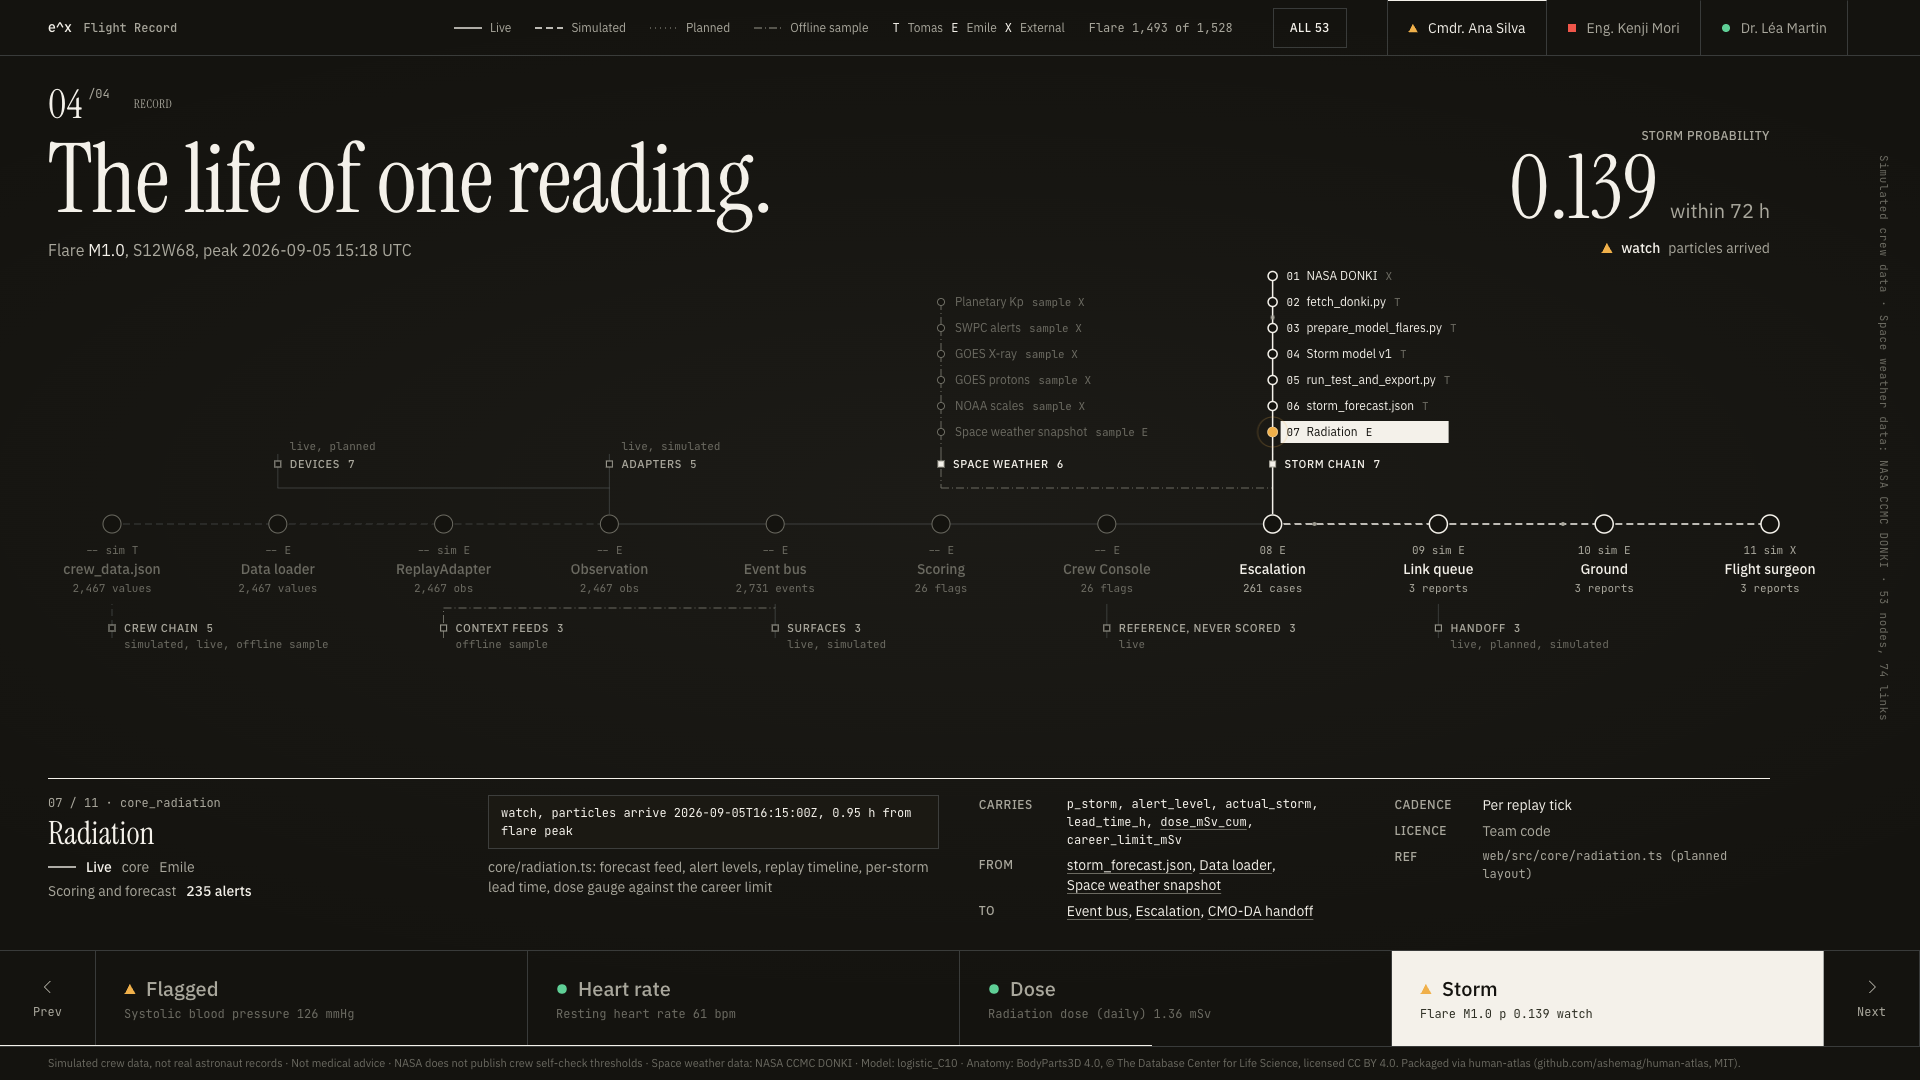 e^x Flight Record
Live Simulated Planned Offline sample T Tomas E Emile X External Flare 1,493 of 1,528
ALL 53
Cmdr. Ana Silva
Eng. Kenji Mori
Dr. Léa Martin
04 /04 RECORD
The life of one reading.
Flare M1.0, S12W68, peak 2026-09-05 15:18 UTC
STORM PROBABILITY
0.139 within 72 h
watch particles arrived
Simulated crew data · Space weather data: NASA CCMC DONKI · 53 nodes, 74 links
Planetary Kp sample X
SWPC alerts sample X
GOES X-ray sample X
GOES protons sample X
NOAA scales sample X
Space weather snapshot sample E
SPACE WEATHER 6
01 NASA DONKI X
02 fetch_donki.py T
03 prepare_model_flares.py T
04 Storm model v1 T
05 run_test_and_export.py T
06 storm_forecast.json T
07 Radiation E
STORM CHAIN 7
live, planned
DEVICES 7
live, simulated
ADAPTERS 5
-- sim T
crew_data.json
2,467 values
-- E
Data loader
2,467 values
-- sim E
ReplayAdapter
2,467 obs
-- E
Observation
2,467 obs
-- E
Event bus
2,731 events
-- E
Scoring
26 flags
-- E
Crew Console
26 flags
08 E
Escalation
261 cases
09 sim E
Link queue
3 reports
10 sim E
Ground
3 reports
11 sim X
Flight surgeon
3 reports
CREW CHAIN 5
simulated, live, offline sample
CONTEXT FEEDS 3
offline sample
SURFACES 3
live, simulated
REFERENCE, NEVER SCORED 3
live
HANDOFF 3
live, planned, simulated
07 / 11 · core_radiation
Radiation
Live core Emile
Scoring and forecast 235 alerts
watch, particles arrive 2026-09-05T16:15:00Z, 0.95 h from
flare peak
core/radiation.ts: forecast feed, alert levels, replay timeline, per-storm
lead time, dose gauge against the career limit
CARRIES p_storm, alert_level, actual_storm,
lead_time_h, dose_mSv_cum,
career_limit_mSv
FROM storm_forecast.json, Data loader,
Space weather snapshot
TO Event bus, Escalation, CMO-DA handoff
CADENCE Per replay tick
LICENCE Team code
REF web/src/core/radiation.ts (planned
layout)
Prev
Flagged
Systolic blood pressure 126 mmHg
Heart rate
Resting heart rate 61 bpm
Dose
Radiation dose (daily) 1.36 mSv
Storm
Flare M1.0 p 0.139 watch
Next
Simulated crew data, not real astronaut records · Not medical advice · NASA does not publish crew self-check thresholds · Space weather data: NASA CCMC DONKI · Model: logistic_C10 · Anatomy: BodyParts3D 4.0, © The Database Center for Life Science, licensed CC BY 4.0. Packaged via human-atlas (github.com/ashemag/human-atlas, MIT).